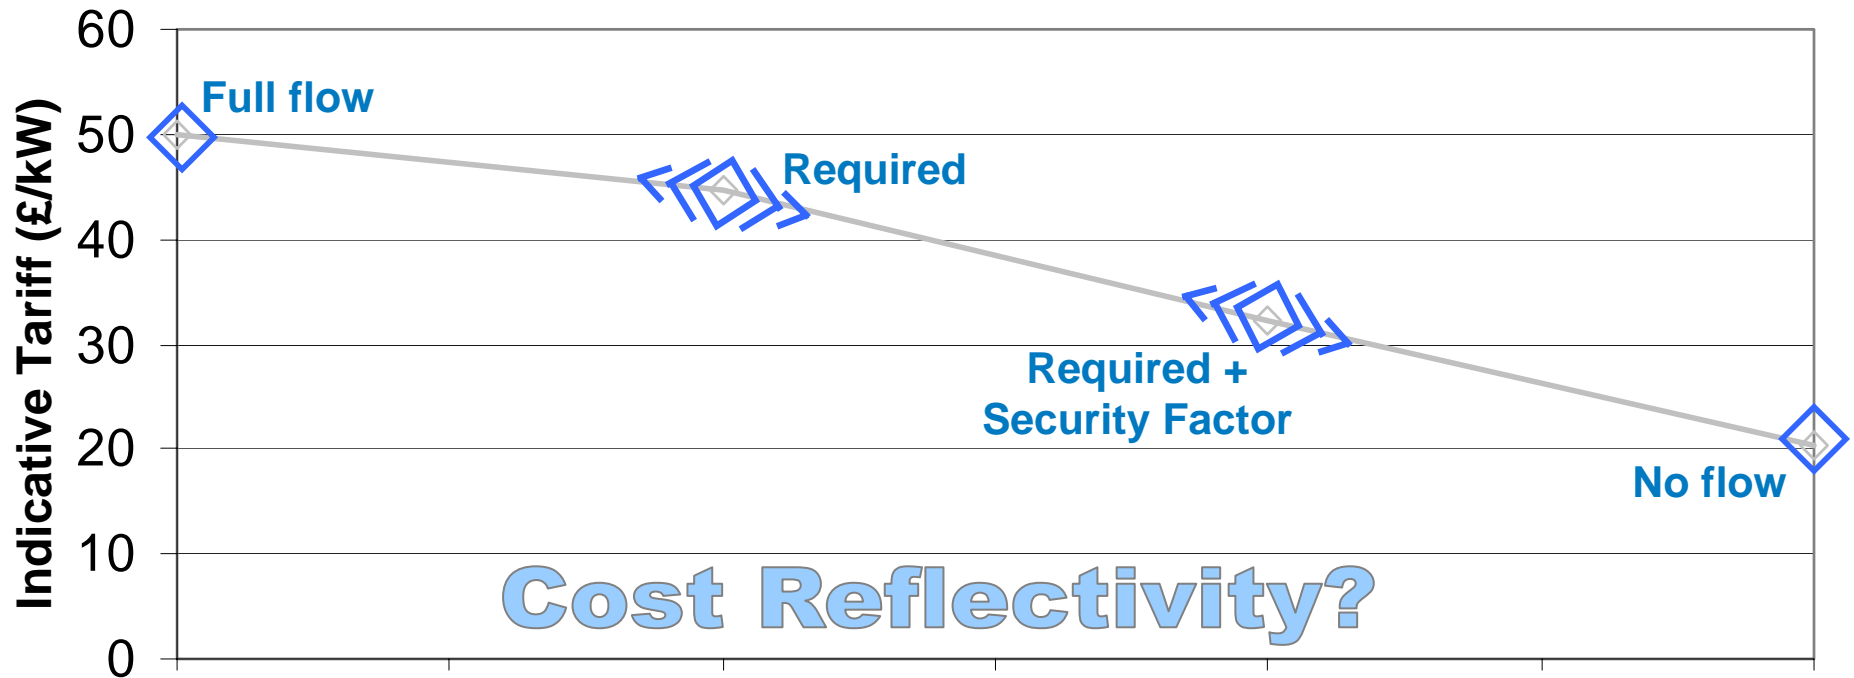 Indicative Tariff (£/kW)
60
50
40
30
20
10
0
Full flow
Required
Required +
Security Factor
No flow
Cost Reflectivity?